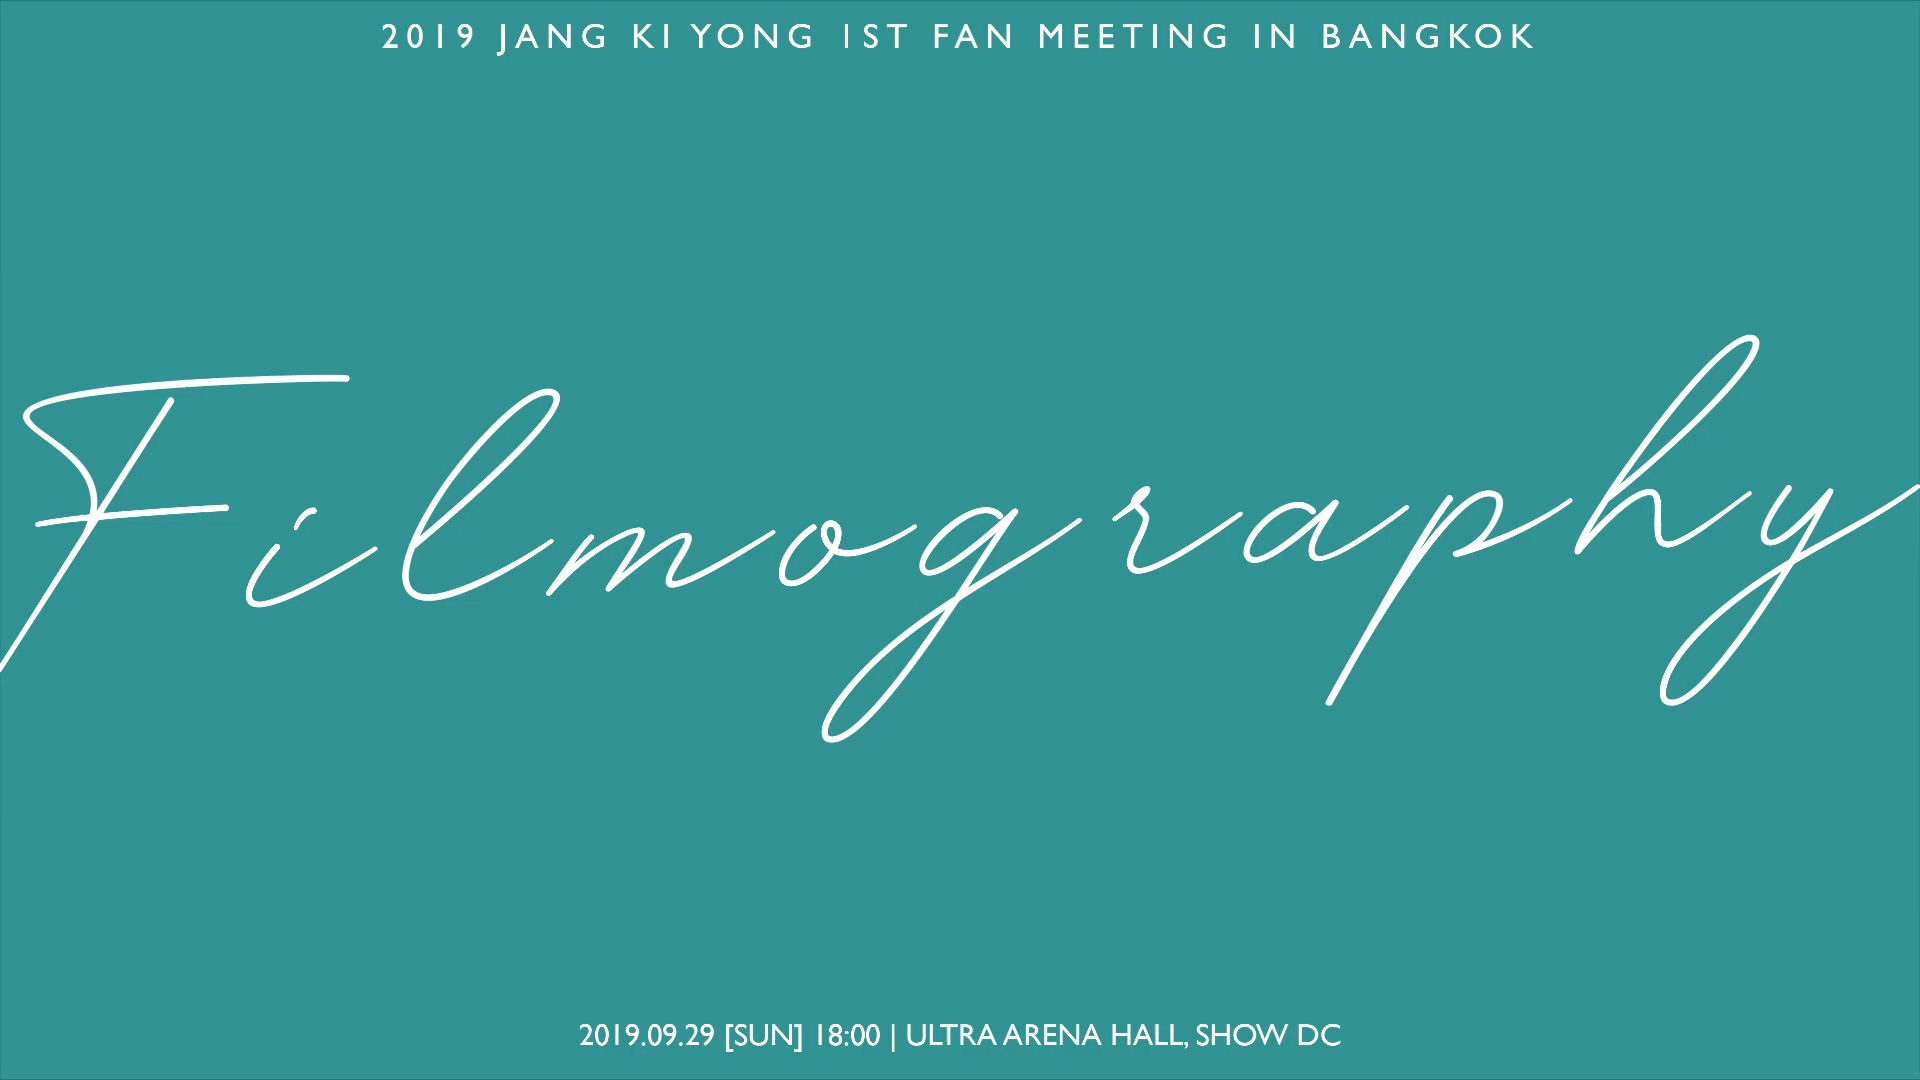 2019 JANG KI YONG 1ST FAN MEETING IN BANGKOK
Filmography
2019.09.29 [SUN] 18:00 | ULTRA ARENA HALL, SHOW DC